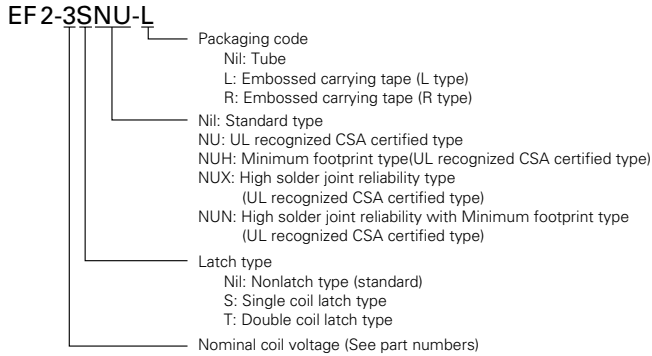 EF2-3SNU-L
Packaging code
Nil: Tube
L: Embossed carrying tape (L type)
R: Embossed carrying tape (R type)
Nil: Standard type
NU: UL recognized CSA certified type
NUH: Minimum footprint type(UL recognized CSA certified type)
NUX: High solder joint reliability type
(UL recognized CSA certified type)
NUN: High solder joint reliability with Minimum footprint type
(UL recognized CSA certified type)
Latch type
Nil: Nonlatch type (standard)
S: Single coil latch type
T: Double coil latch type
Nominal coil voltage (See part numbers)